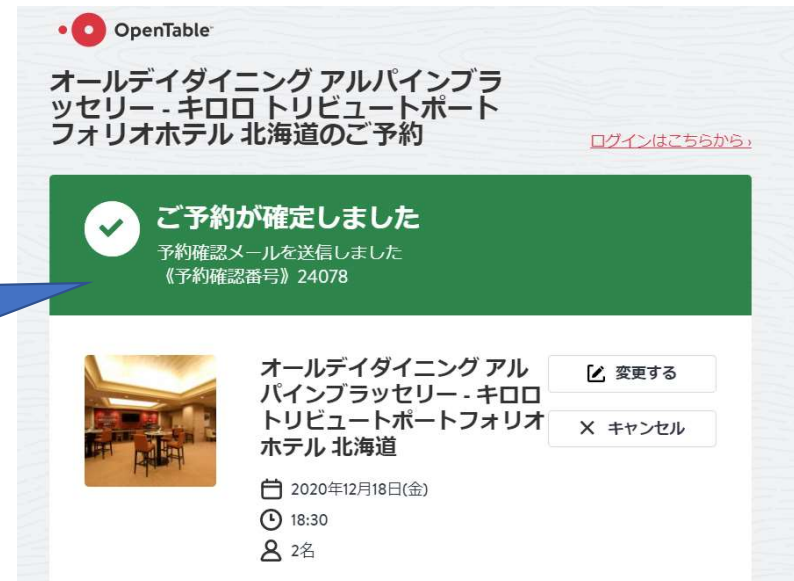 OpenTable
オールデイダイニング アルパインブラ
ッセリー - キロロ トリビュートポート
フォリオホテル 北海道のご予約
ログインはこちらから›
ご予約が確定しました
予約確認メールを送信しました
《予約確認番号》24078
オールデイダイニング アル
パインブラッセリー - キロロ
トリビュートポートフォリオ
ホテル 北海道
変更する
キャンセル
2020年12月18日(金)
18:30
2名